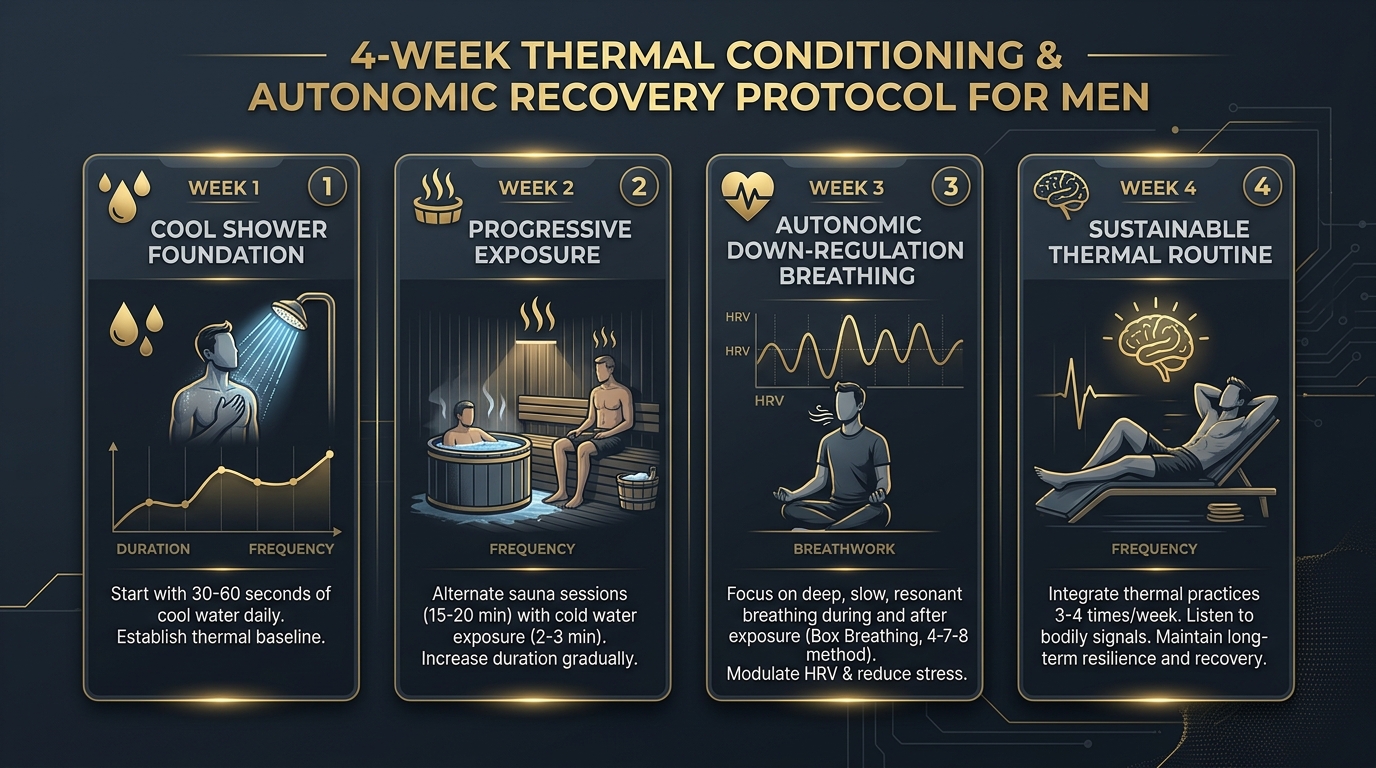 4-WEEK THERMAL CONDITIONING &
AUTONOMIC RECOVERY PROTOCOL FOR MEN
WEEK 1
1
COOL SHOWER
FOUNDATION
DURATION
FREQUENCY
Start with 30-60 seconds of
cool water daily.
Establish thermal baseline.
WEEK 2
2
PROGRESSIVE
EXPOSURE
FREQUENCY
Alternate sauna sessions
(15-20 min) with cold water
exposure (2-3 min).
Increase duration gradually.
WEEK 3
3
AUTONOMIC
DOWN-REGULATION
BREATHING
HRV
HRV
HRV
BREATHWORK
Focus on deep, slow, resonant
breathing during and after
exposure (Box Breathing, 4-7-8
method).
Modulate HRV & reduce stress.
WEEK 4
4
SUSTAINABLE
THERMAL ROUTINE
FREQUENCY
Integrate thermal practices
3-4 times/week. Listen to
bodily signals. Maintain long-
term resilience and recovery.